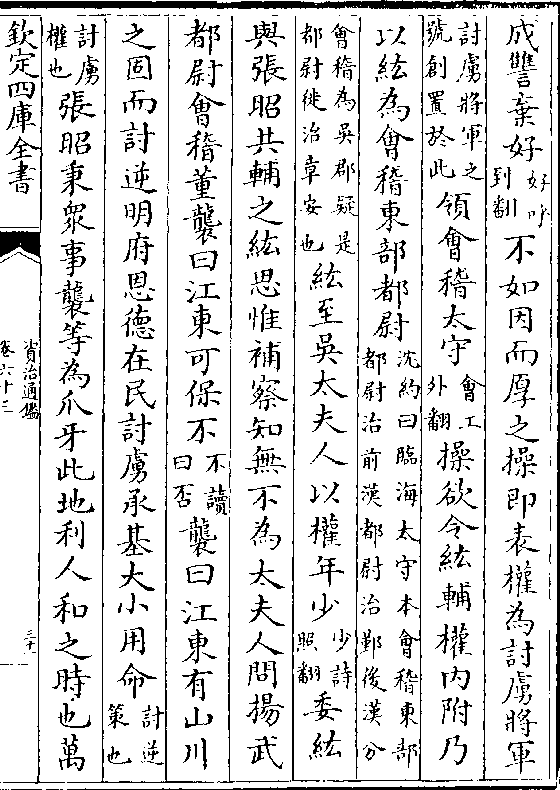 成讐棄好好呼到翻不如因而厚之操即表權為討虜將軍
討虜將軍之號創置於此領會稽太守會工外翻操欲令紘輔權內附乃
以紘為會稽東部都尉沈約曰臨海太守本會稽東部都尉治前漢都尉治鄞後漢分
會稽為吳郡疑是都尉徙治章安也紘至吳太夫人以權年少少詩照翻委紘
與張昭共輔之紘思惟補察知無不為太夫人問揚武
都尉會稽董襲曰江東可保不不讀曰否襲曰江東有山川
之固而討逆明府恩德在民討虜承基大小用命討逆策也
討虜權也張昭秉衆事襲等為爪牙此地利人和之時也萬
欽定四庫全書
資治通鑑
卷六十三
三十